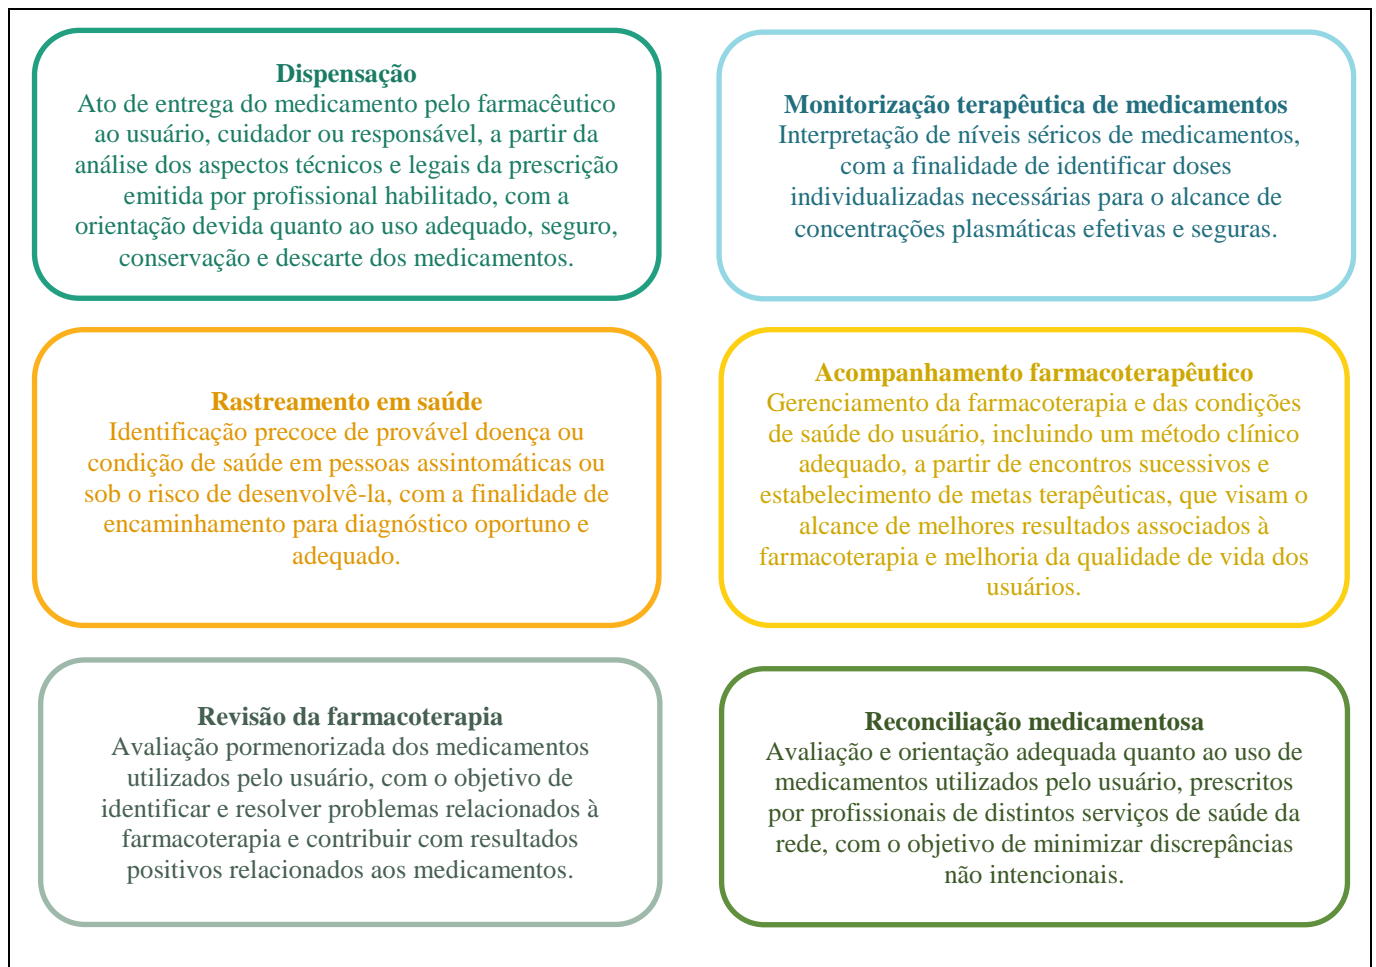 Dispensação
Ato de entrega do medicamento pelo farmacêutico
ao usuário, cuidador ou responsável, a partir da
análise dos aspectos técnicos e legais da prescrição
emitida por profissional habilitado, com a
orientação devida quanto ao uso adequado, seguro,
conservação e descarte dos medicamentos.
Monitorização terapêutica de medicamentos
Interpretação de níveis séricos de medicamentos,
com a finalidade de identificar doses
individualizadas necessárias para o alcance de
concentrações plasmáticas efetivas e seguras.
Rastreamento em saúde
Identificação precoce de provável doença ou
condição de saúde em pessoas assintomáticas ou
sob o risco de desenvolvê-la, com a finalidade de
encaminhamento para diagnóstico oportuno e
adequado.
Acompanhamento farmacoterapêutico
Gerenciamento da farmacoterapia e das condições
de saúde do usuário, incluindo um método clínico
adequado, a partir de encontros sucessivos e
estabelecimento de metas terapêuticas, que visam o
alcance de melhores resultados associados à
farmacoterapia e melhoria da qualidade de vida dos
usuários.
Revisão da farmacoterapia
Avaliação pormenorizada dos medicamentos
utilizados pelo usuário, com o objetivo de
identificar e resolver problemas relacionados à
farmacoterapia e contribuir com resultados
positivos relacionados aos medicamentos.
Reconciliação medicamentosa
Avaliação e orientação adequada quanto ao uso de
medicamentos utilizados pelo usuário, prescritos
por profissionais de distintos serviços de saúde da
rede, com o objetivo de minimizar discrepâncias
não intencionais.